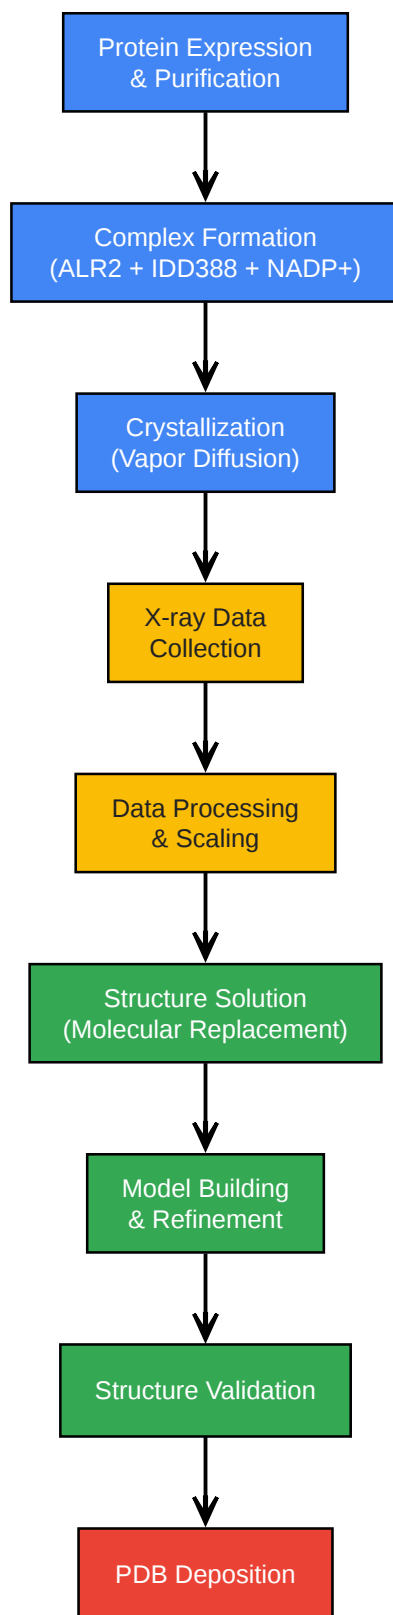 Protein Expression
& Purification
Complex Formation
(ALR2 + IDD388 + NADP+)
Crystallization
(Vapor Diffusion)
X-ray Data
Collection
Data Processing
& Scaling
Structure Solution
(Molecular Replacement)
Model Building
& Refinement
Structure Validation
PDB Deposition